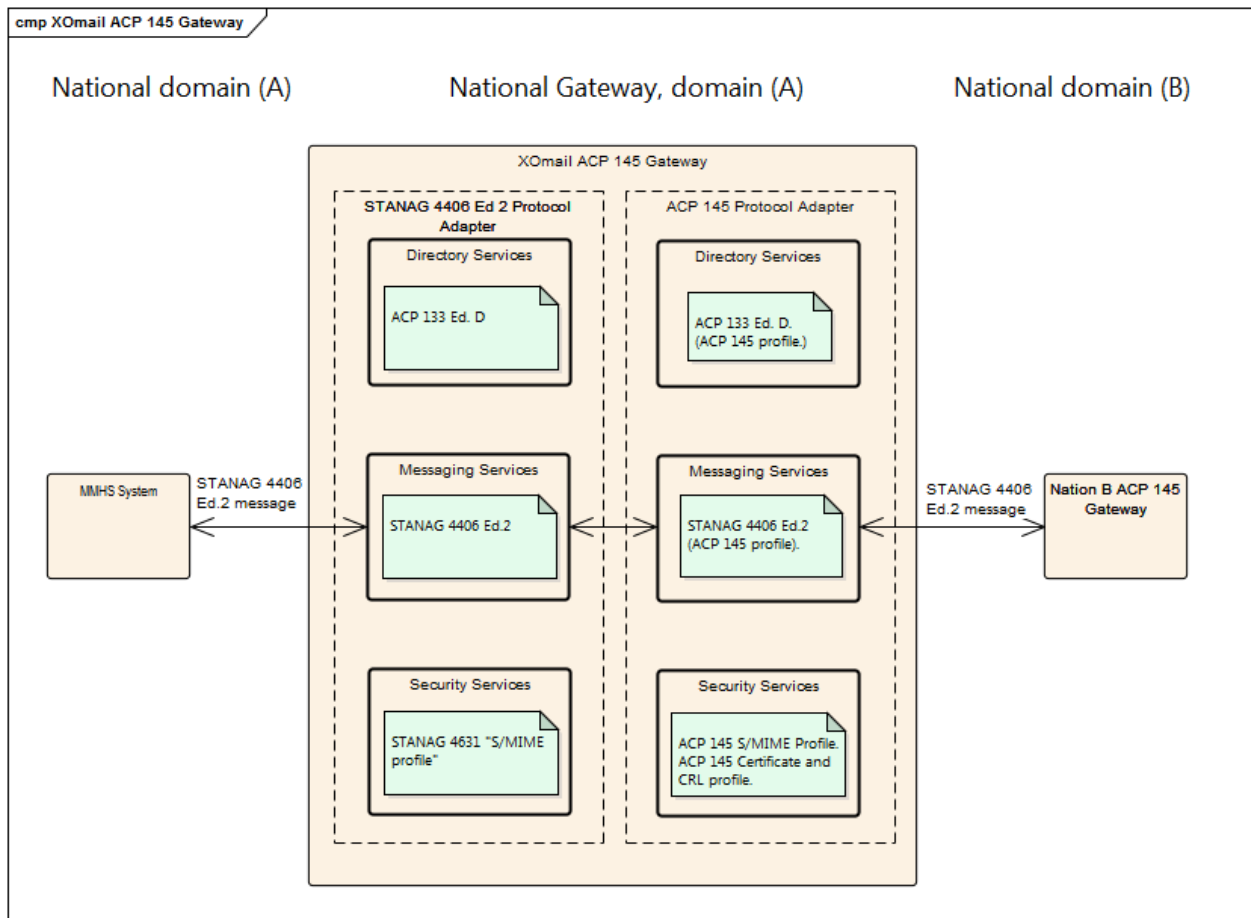 cmp XOmail ACP 145 Gateway
National domain (A)
National Gateway, domain (A)
National domain (B)
XOmail ACP 145 Gateway
STANAG 4406 Ed 2 Protocol
Adapter
ACP 145 Protocol Adapter
Directory Services
ACP 133 Ed. D
Directory Services
ACP 133 Ed. D.
(ACP 145 profile.)
MMHS System
STANAG 4406
Ed.2 message
Messaging Services
STANAG 4406 Ed.2
Messaging Services
STANAG 4406 Ed.2
(ACP 145 profile).
STANAG 4406
Ed.2 message
Nation B ACP 145
Gateway
Security Services
STANAG 4631 "S/MIME
profile"
Security Services
ACP 145 S/MIME Profile.
ACP 145 Certificate and
CRL profile.